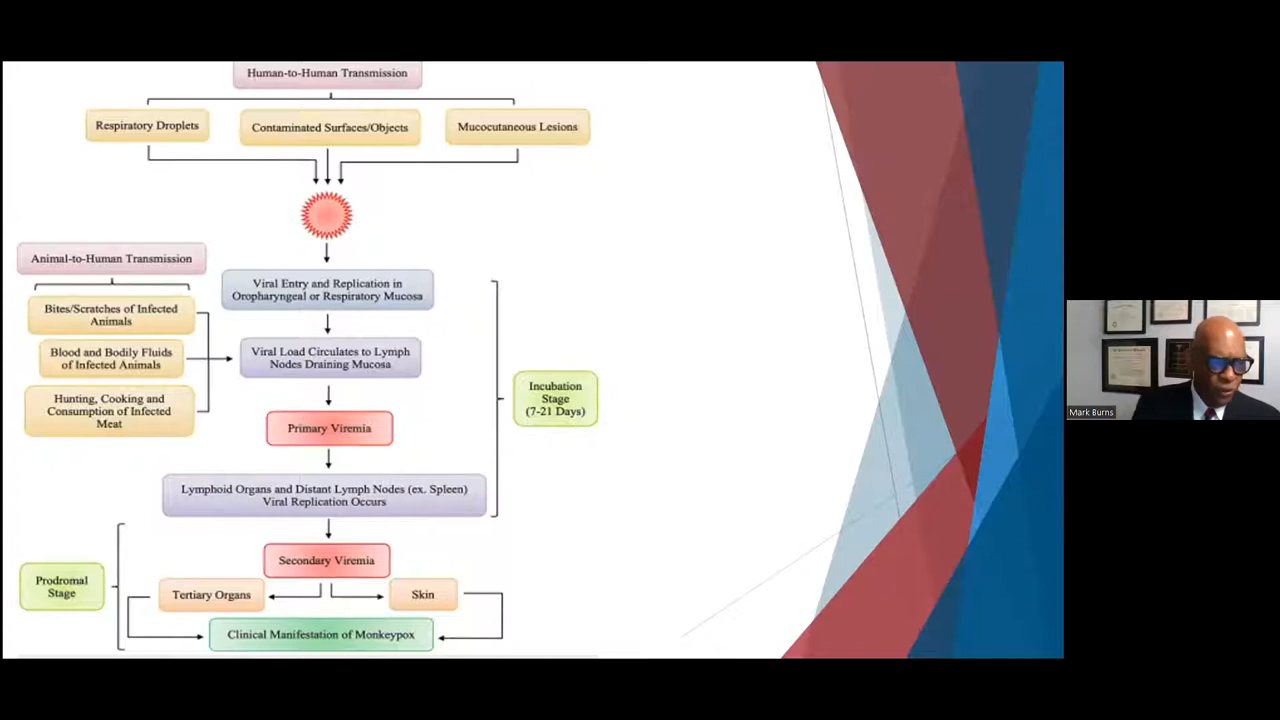 Human-to-Human Transmission
Respiratory Droplets
Contaminated Surfaces/Objects
Mucocutaneous Lesions
Animal-to-Human Transmission
Bites/Scratches of Infected
Animals
Blood and Bodily Fluids
of Infected Animals
Hunting, Cooking and
Consumption of Infected
Meat
Viral Entry and Replication in
Oropharyngeal or Respiratory Mucosa
Viral Load Circulates to Lymph
Nodes Draining Mucosa
Primary Viremia
Lymphoid Organs and Distant Lymph Nodes (ex. Spleen)
Viral Replication Occurs
Incubation
Stage
(7-21 Days)
Secondary Viremia
Prodromal
Stage
Tertiary Organs
Skin
Clinical Manifestation of Monkeypox
Mark Burns